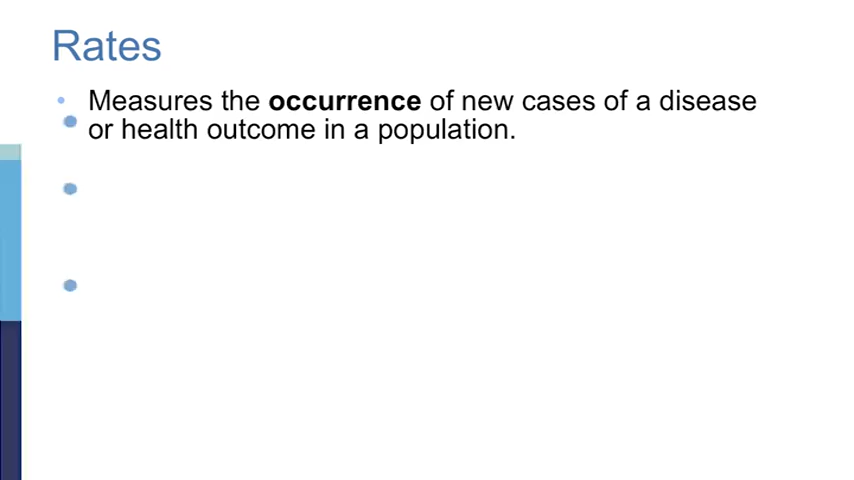 Rates
• Measures the occurrence of new cases of a disease
or health outcome in a population.